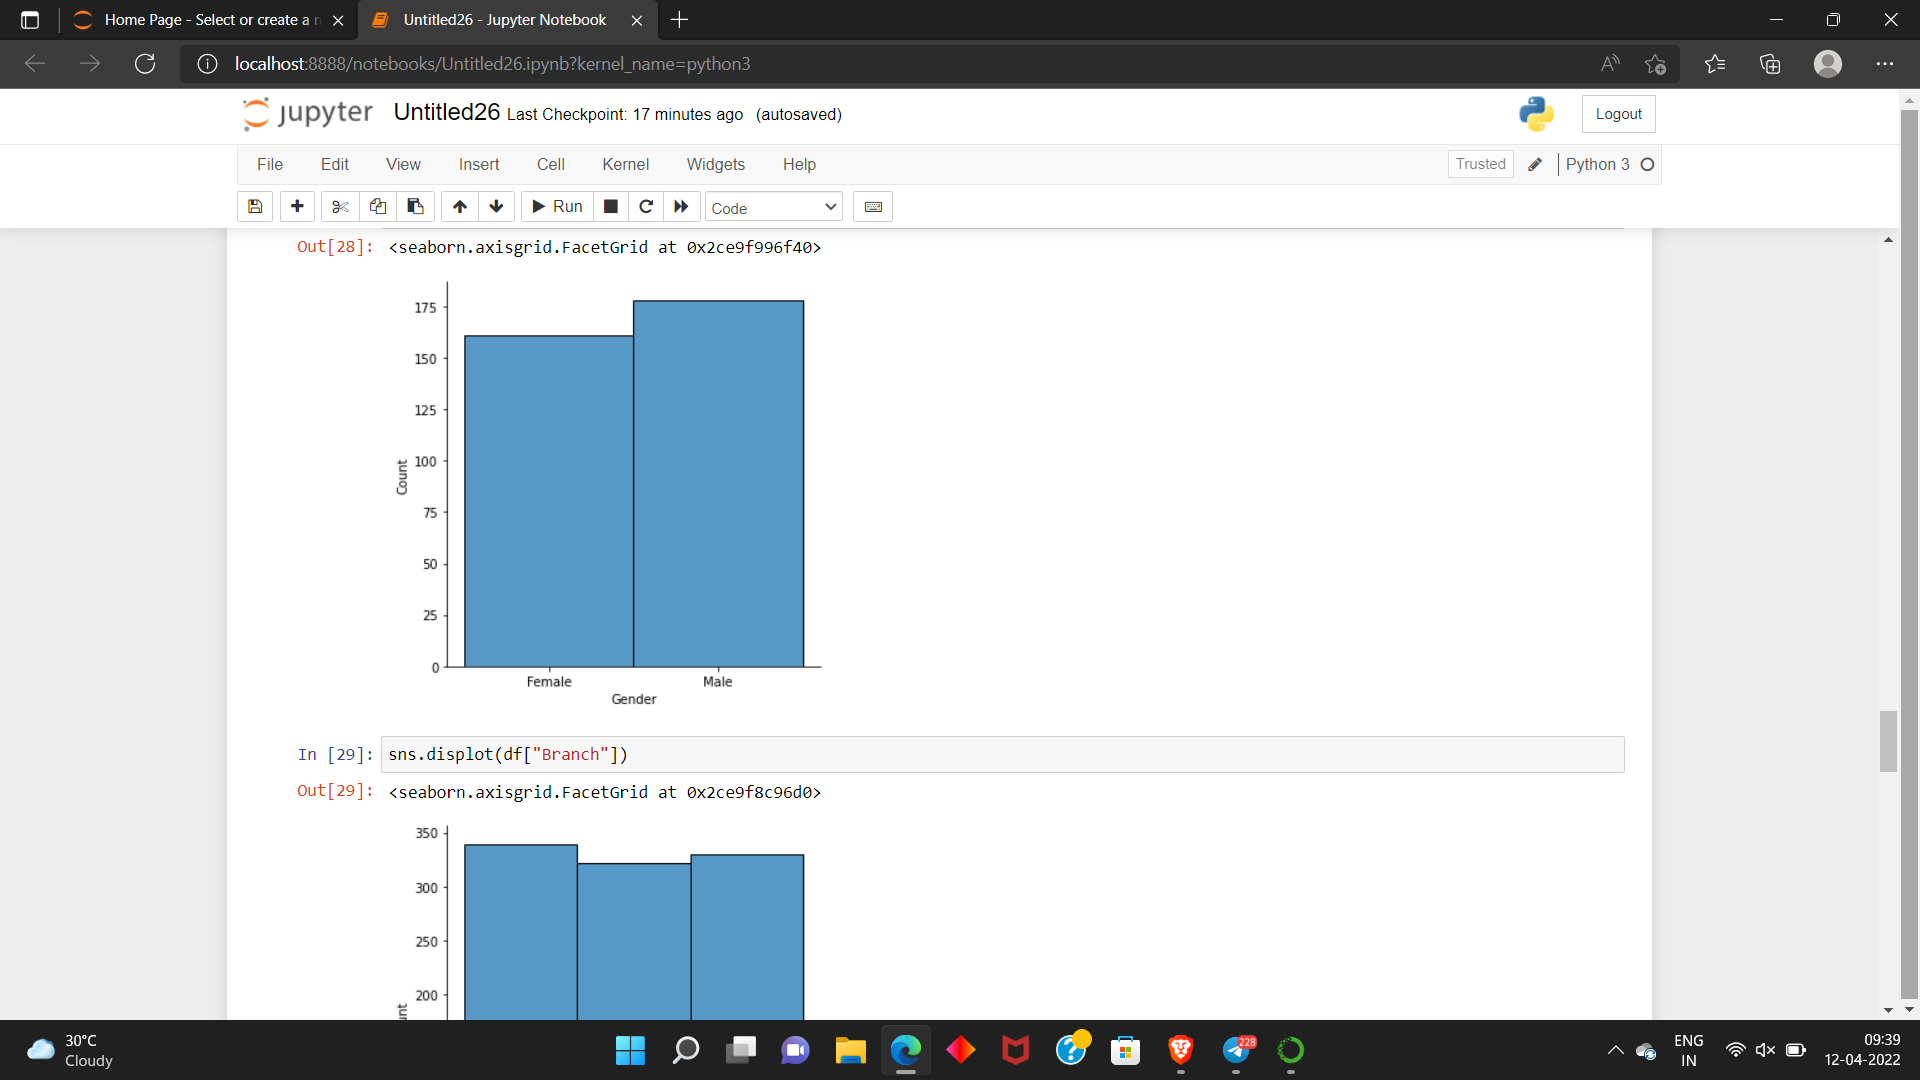 Home Page - Select or create a n
Untitled26 - Jupyter Notebook
localhost:8888/notebooks/Untitled26.ipynb?kernel_name=python3
jupyter Untitled26 Last Checkpoint: 17 minutes ago (autosaved)
Logout
File Edit View Insert Cell Kernel Widgets Help
Trusted
Python 3
Run
Code
Out[28]: <seaborn.axisgrid.FacetGrid at 0x2ce9f996f40>
175
150
125
100
75
50
25
0
Count
Female Male
Gender
In [29]: sns.displot(df["Branch"])
Out[29]: <seaborn.axisgrid.FacetGrid at 0x2ce9f8c96d0>
350
300
250
200
unt
30°C
Cloudy
228
ENG
IN
09:39
12-04-2022